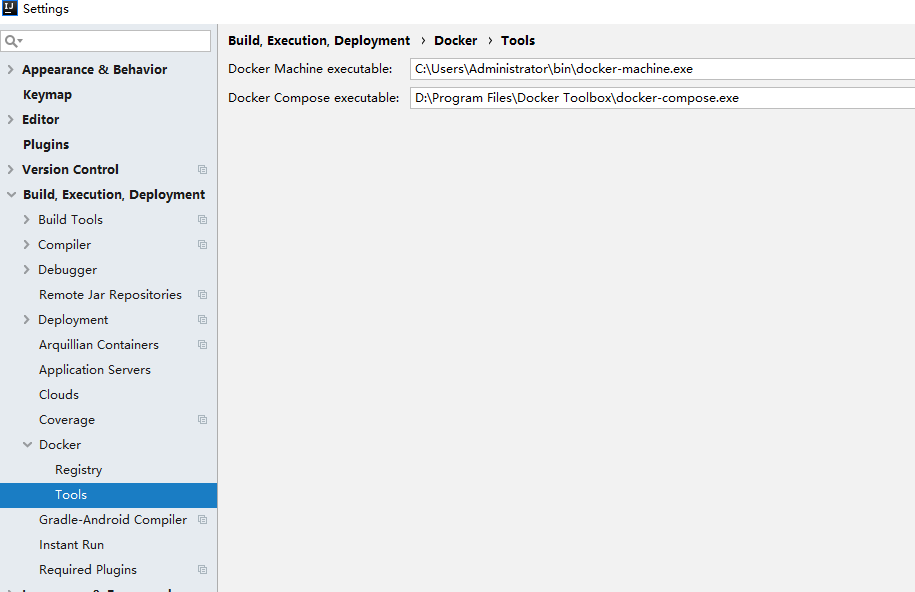 Settings
Build, Execution, Deployment › Docker › Tools
Docker Machine executable: C:\Users\Administrator\bin\docker-machine.exe
Docker Compose executable: D:\Program Files\Docker Toolbox\docker-compose.exe
Appearance & Behavior
Keymap
Editor
Plugins
Version Control
Build, Execution, Deployment
Build Tools
Compiler
Debugger
Remote Jar Repositories
Deployment
Arquillian Containers
Application Servers
Clouds
Coverage
Docker
Registry
Tools
Gradle-Android Compiler
Instant Run
Required Plugins